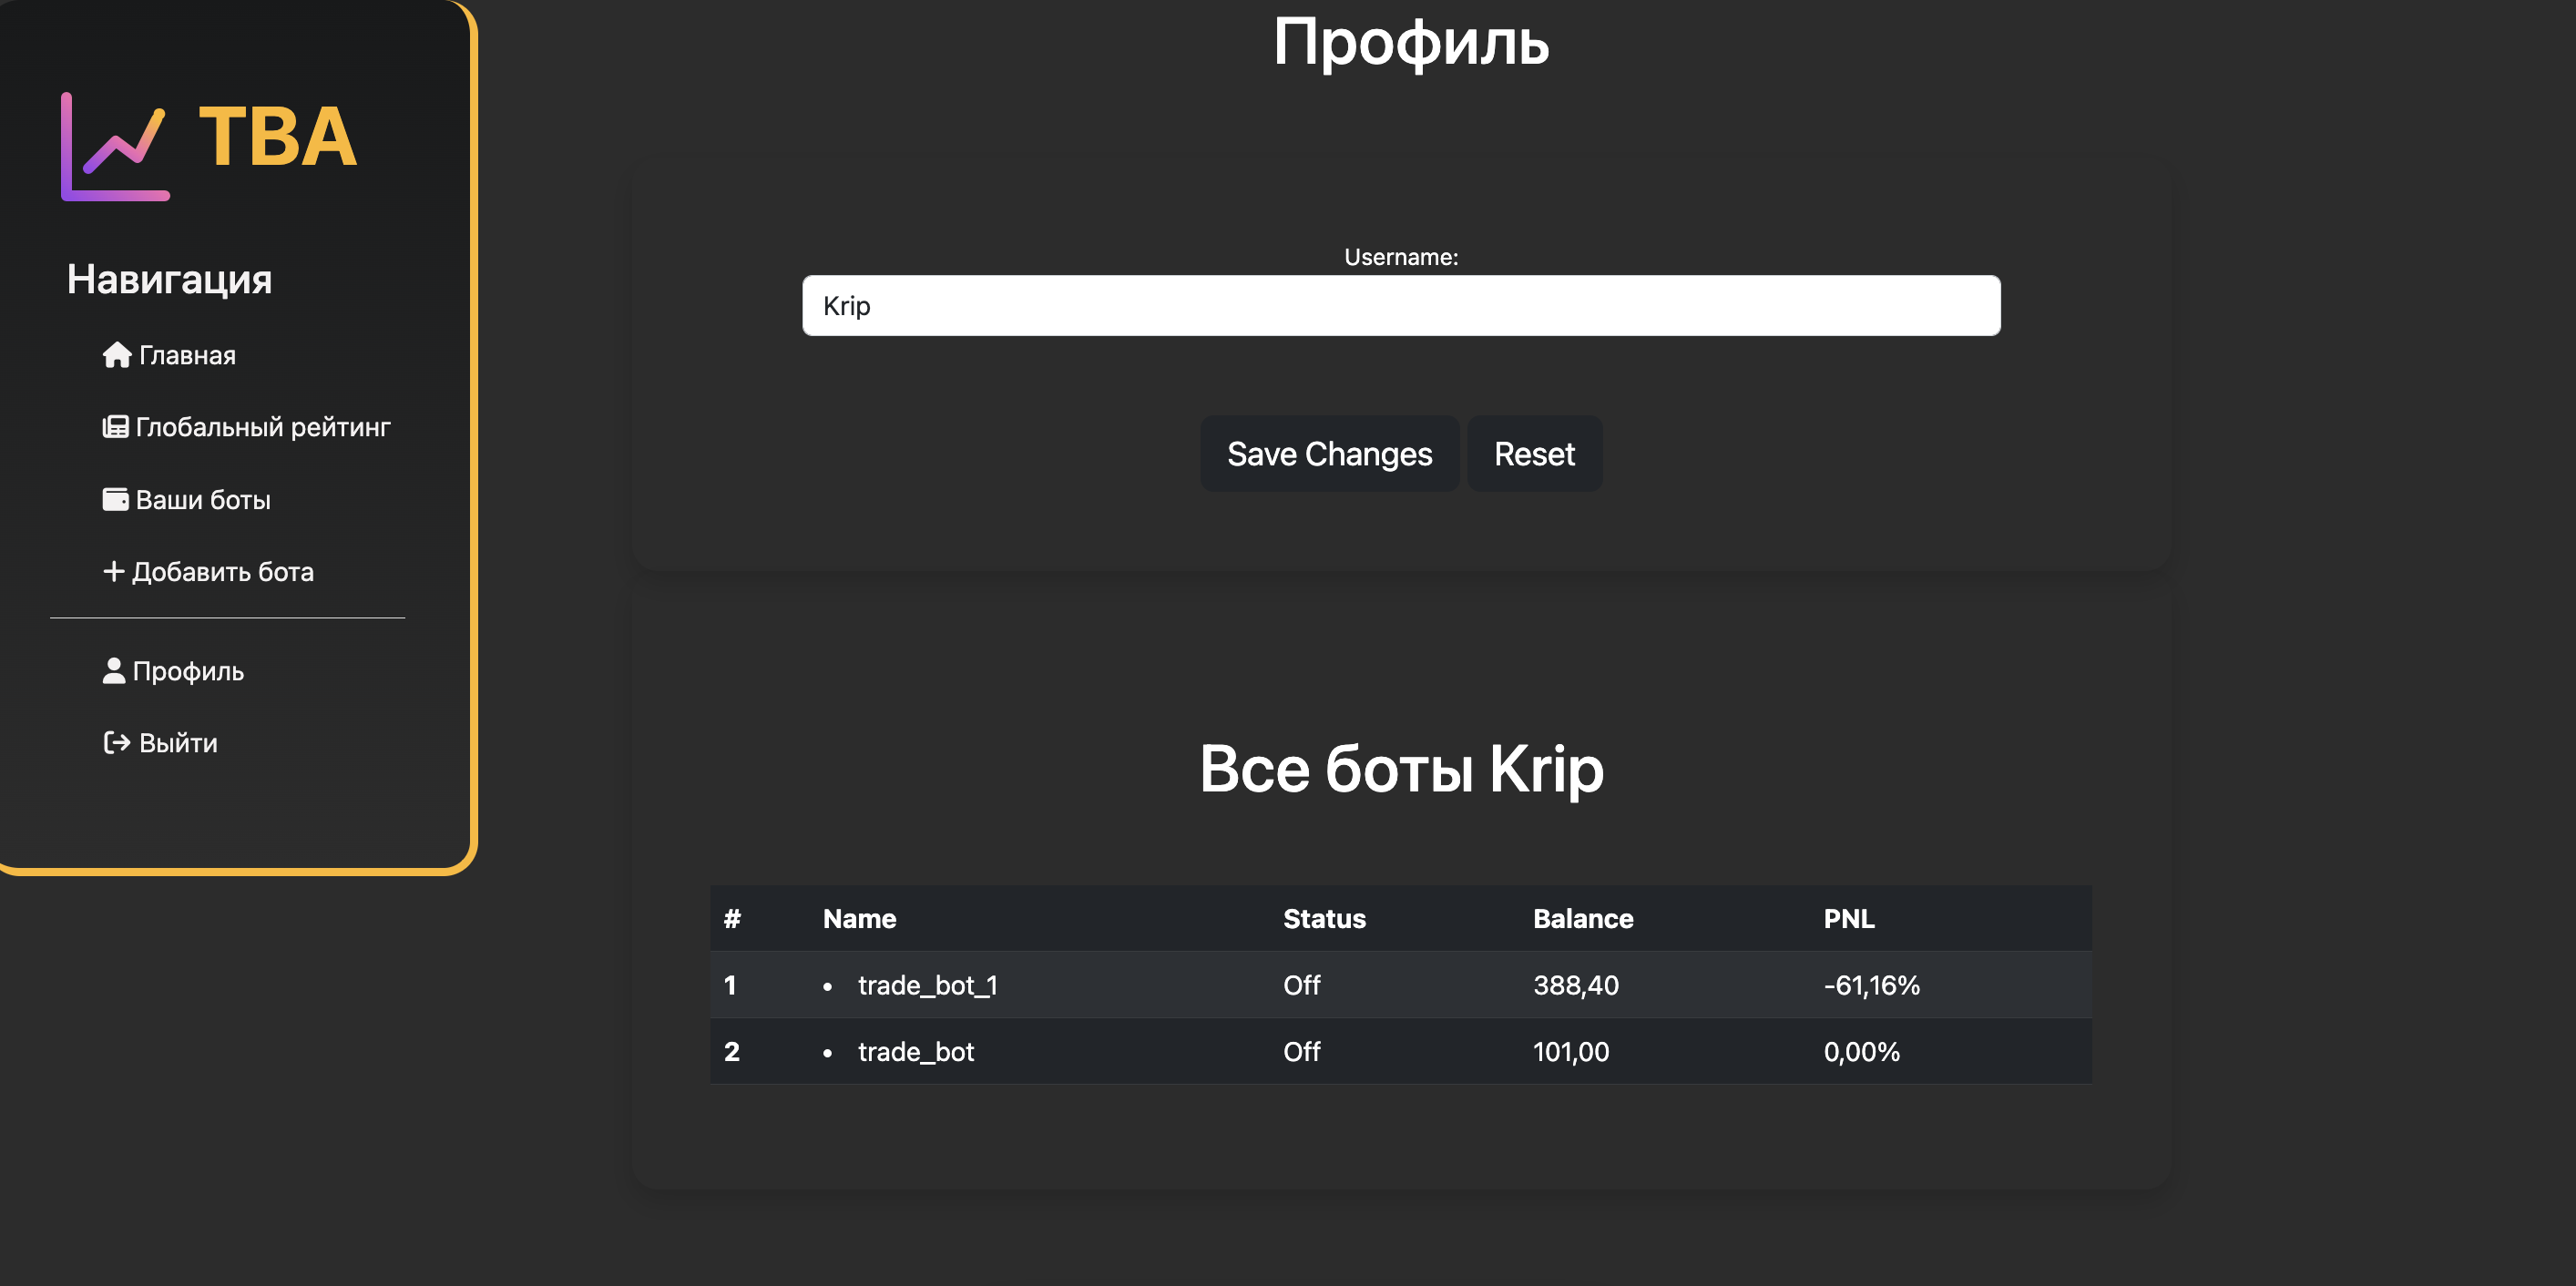 TBA
Навигация
Главная
Глобальный рейтинг
Ваши боты
Добавить бота
Профиль
Выйти
Профиль
Username:
Krip
Save Changes Reset
Все боты Krip
# Name Status Balance PNL
1 • trade_bot_1 Off 388,40 -61,16%
2 • trade_bot Off 101,00 0,00%